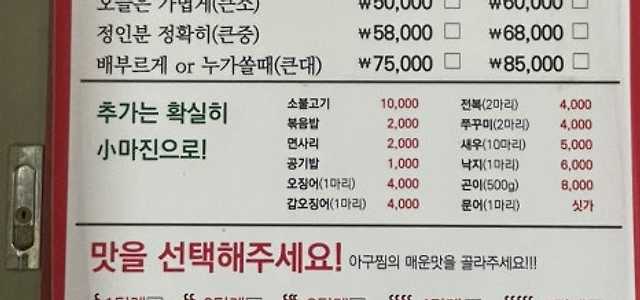 오늘은 가볍게(큰소) ₩50,000 □ ₩60,000 □
정인분 정확히(큰중) ₩58,000 □ ₩68,000 □
배부르게 or 누가쏠때(큰대) ₩75,000 □ ₩85,000 □
추가는 확실히
小마진으로!
소불고기 10,000
볶음밥 2,000
면사리 2,000
공기밥 1,000
오징어(1마리) 4,000
갑오징어(1마리) 4,000
전복(2마리) 4,000
쭈꾸미(2마리) 4,000
새우(10마리) 5,000
낙지(1마리) 6,000
곤이(500g) 8,000
문어(1마리) 싯가
맛을 선택해주세요! 아구찜의 매운맛을 골라주세요!!!